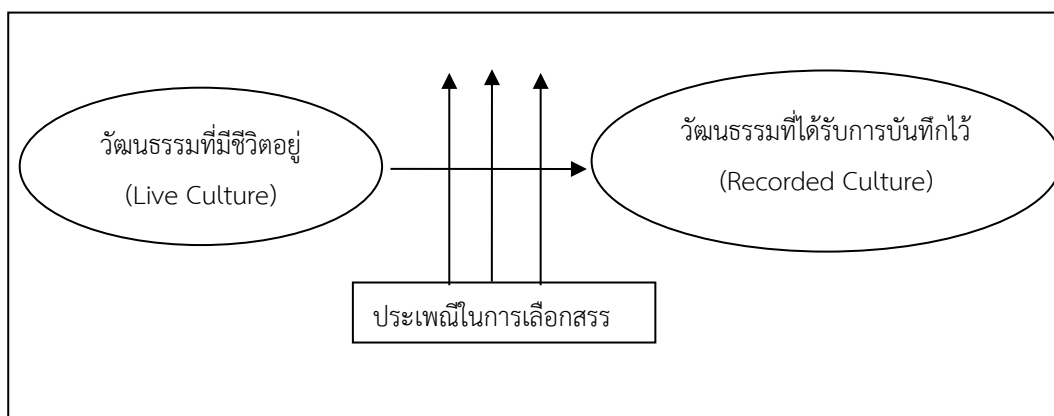 วัฒนธรรมที่มีชีวิตอยู่
(Live Culture)
วัฒนธรรมที่ได้รับการบันทึกไว้
(Recorded Culture)
ประเพณีในการเลือกสรร